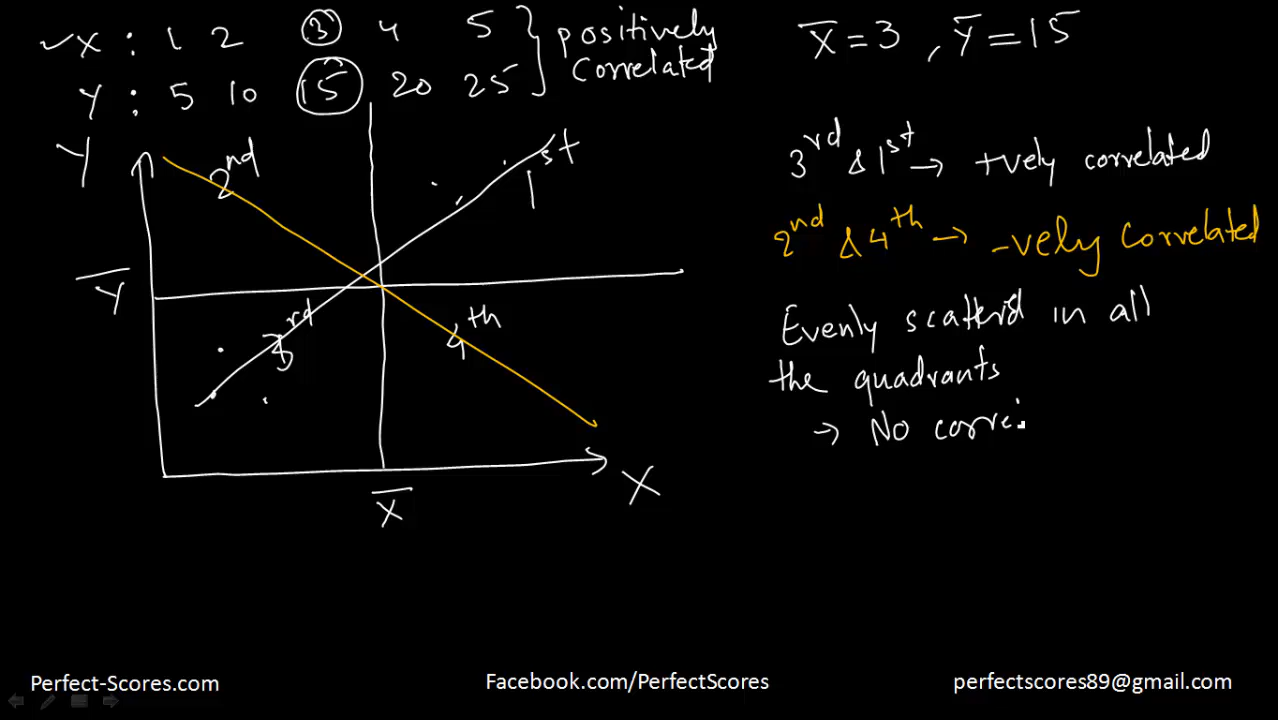 X : 1 2 3 4 5 } positively
Correlated
Y : 5 10 15 20 25
X̅ = 3 , Y̅ = 15
Y
2nd
1st
3rd & 1st → +vely correlated
2nd & 4th → -vely correlated
Y̅
3rd
4th
Evenly scatterd in all
the quadrants
→ No corre
X
X̅
Perfect-Scores.com
Facebook.com/PerfectScores
perfectscores89@gmail.com